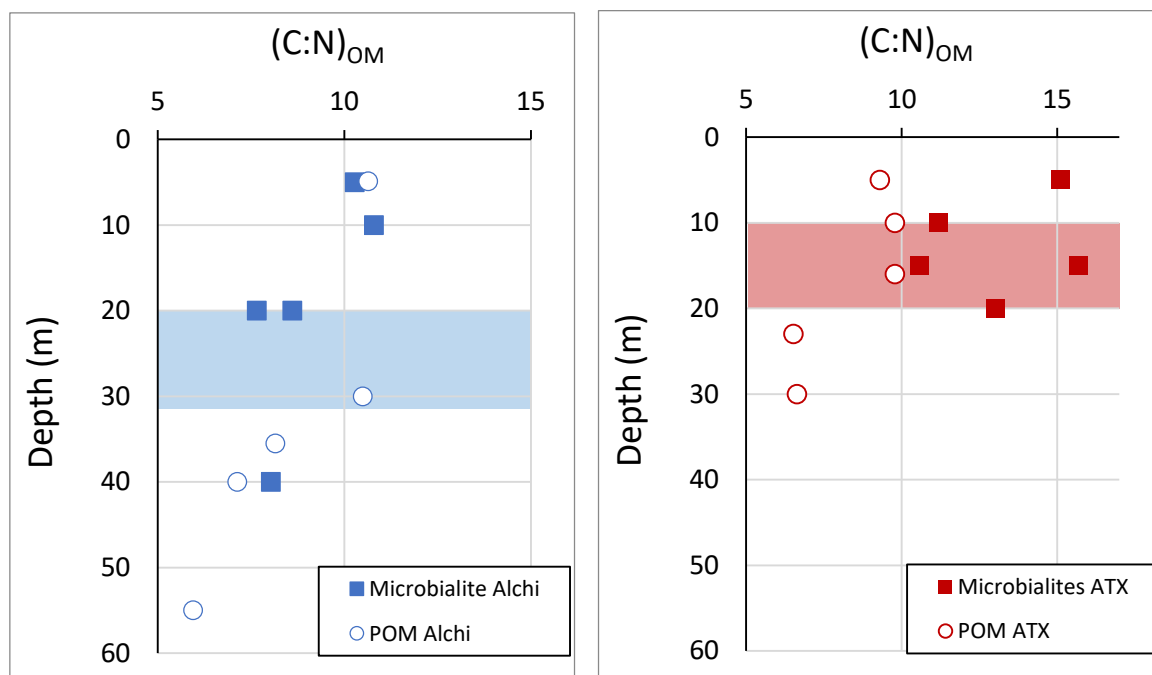 (C:N)OM
5 10 15
0
10
20
30
40
50
60
Depth (m)
Microbialite Alchi
POM Alchi
(C:N)OM
5 10 15
0
10
20
30
40
50
60
Depth (m)
Microbialites ATX
POM ATX